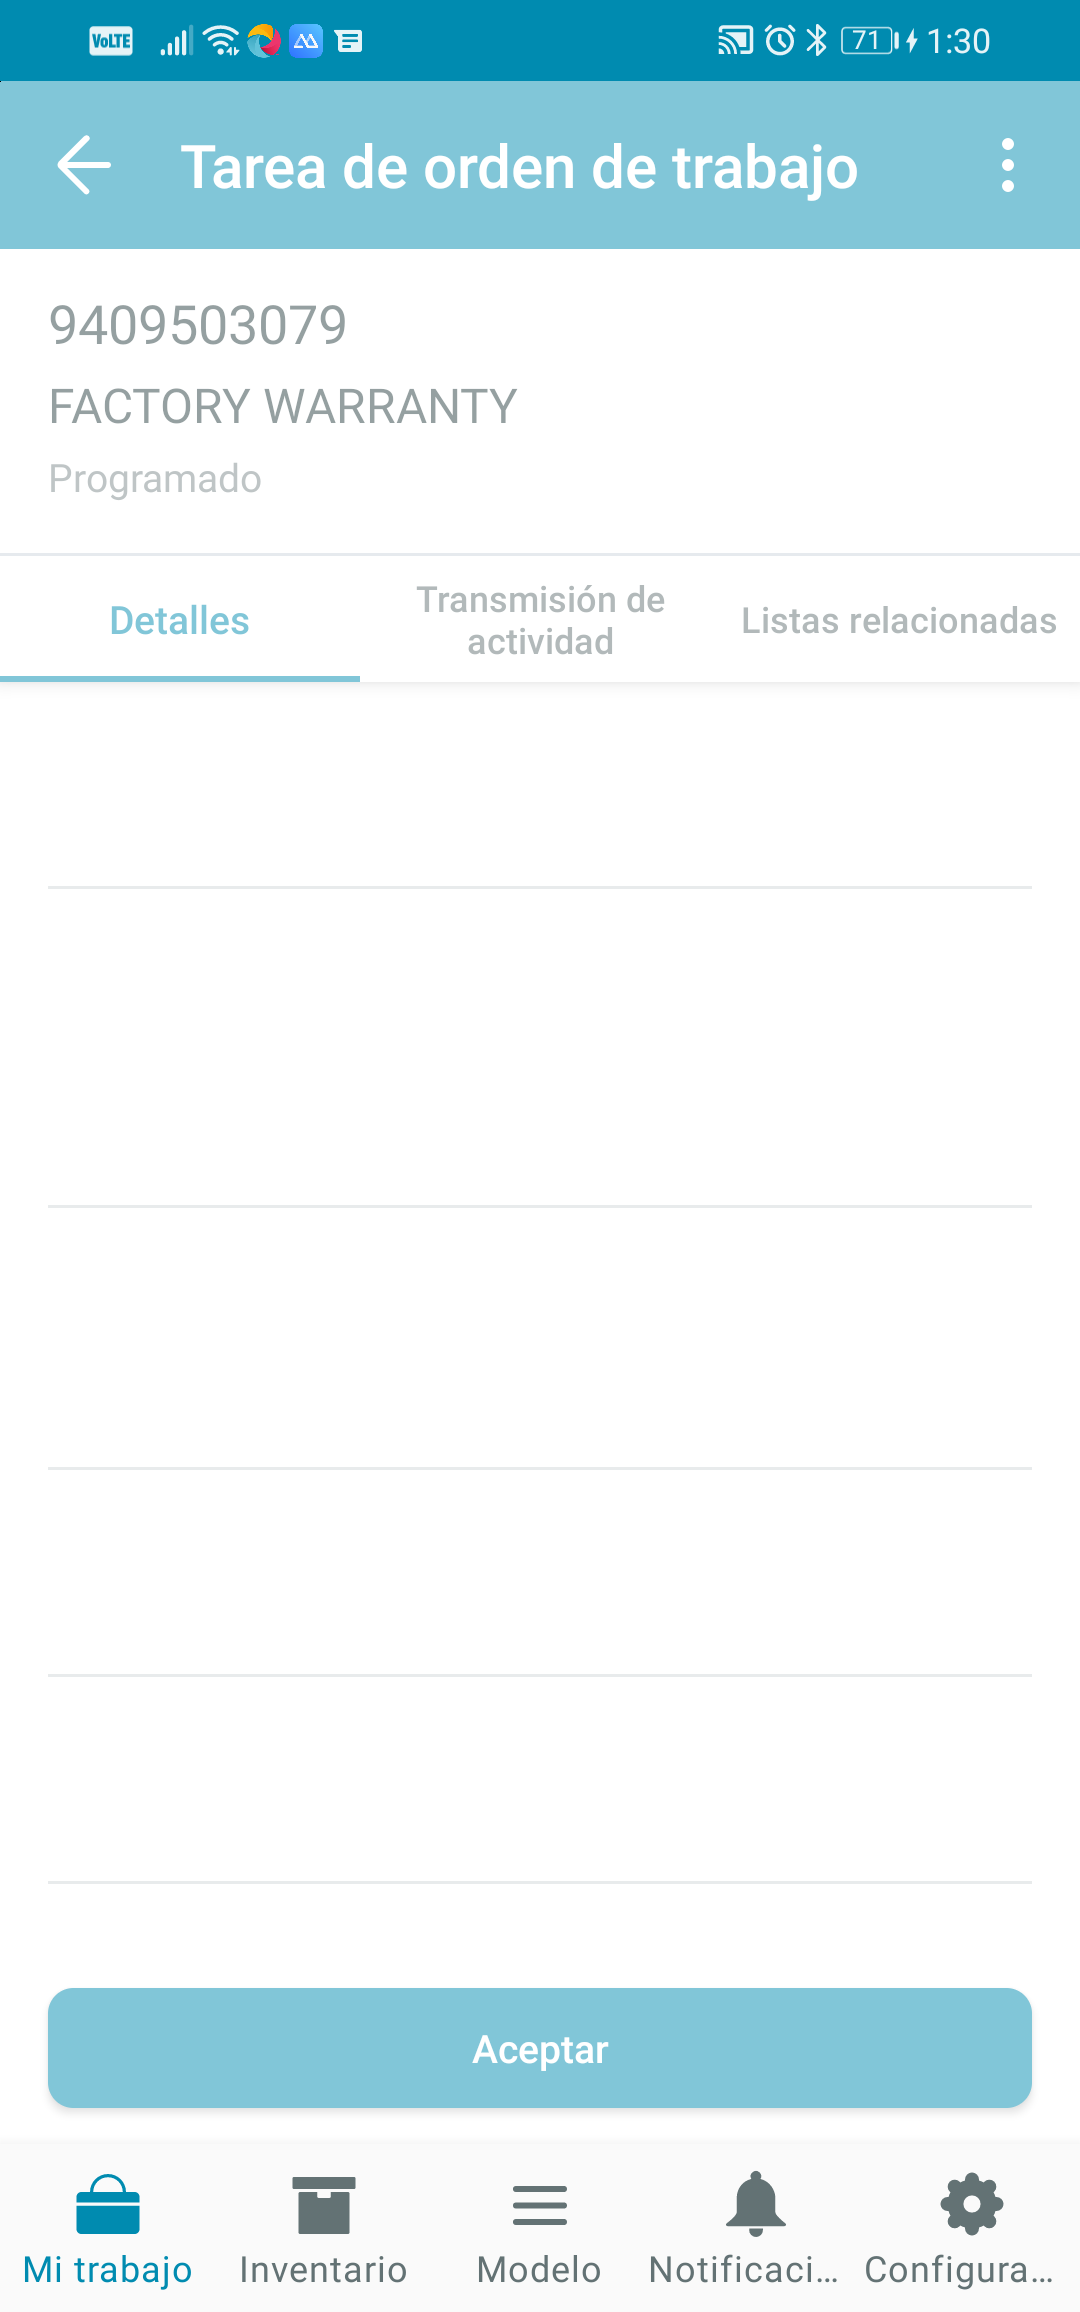 VoLTE 71 1:30
Tarea de orden de trabajo
9409503079
FACTORY WARRANTY
Programado
Detalles
Transmisión de
actividad
Listas relacionadas
Aceptar
Mi trabajo
Inventario
Modelo
Notificaci...
Configura...